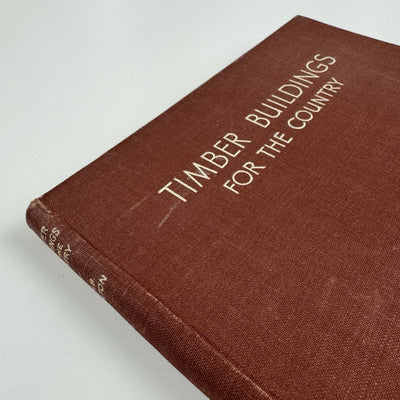 TIMBER BUILDINGS
FOR THE COUNTRY